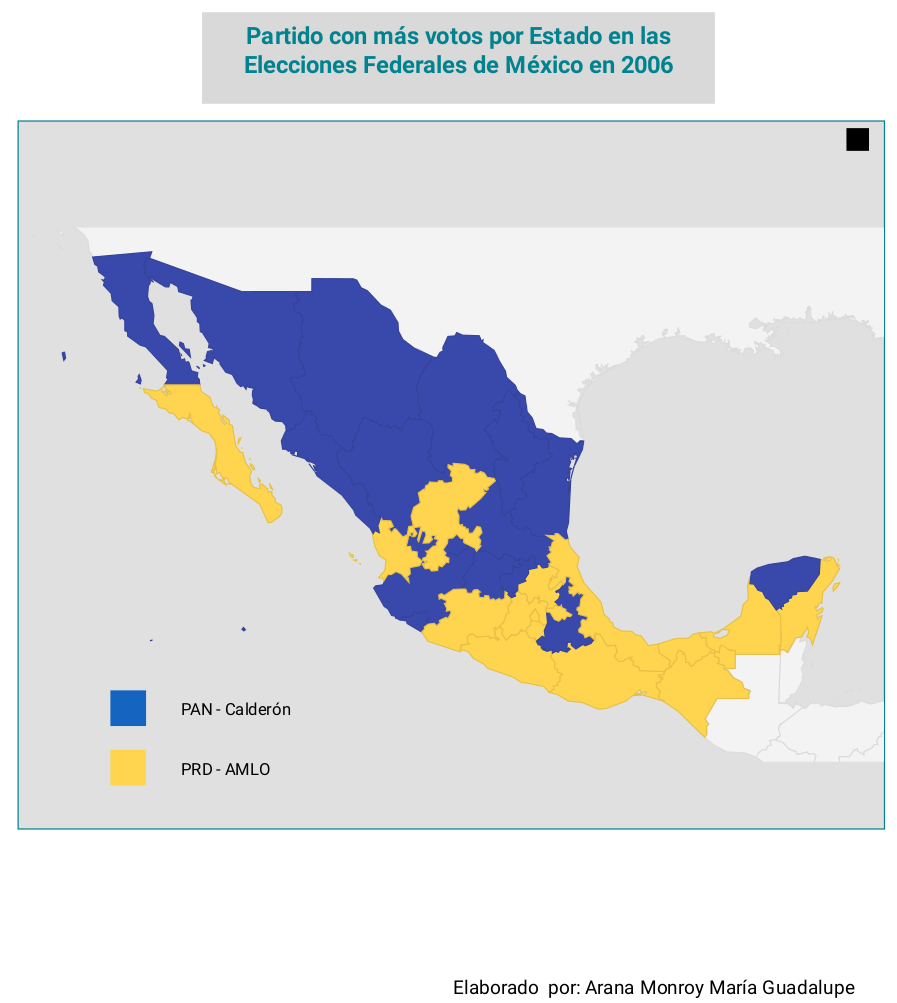 Partido con más votos por Estado en las
Elecciones Federales de México en 2006
PAN - Calderón
PRD - AMLO
Elaborado por: Arana Monroy María Guadalupe